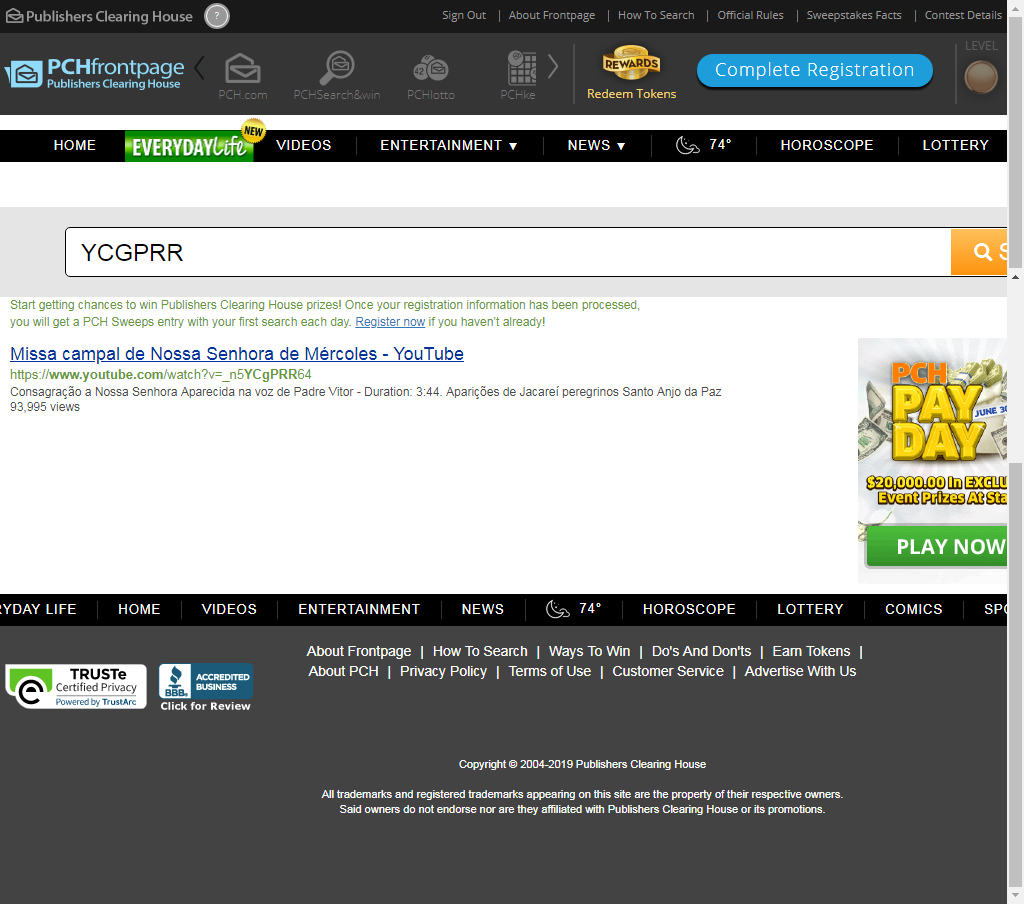 Publishers Clearing House ?
Sign Out | About Frontpage | How To Search | Official Rules | Sweepstakes Facts | Contest Details
PCHfrontpage
Publishers Clearing House
PCH.com
PCHSearch&win
42
PCHlotto
PCHke
REWARDS
Redeem Tokens
Complete Registration
LEVEL
HOME
EVERYDAY Life
NEW
VIDEOS
ENTERTAINMENT ▼
NEWS ▼
74°
HOROSCOPE
LOTTERY
YCGPRR
S
Start getting chances to win Publishers Clearing House prizes! Once your registration information has been processed,
you will get a PCH Sweeps entry with your first search each day. Register now if you haven't already!
Missa campal de Nossa Senhora de Mércoles - YouTube
https://www.youtube.com/watch?v=_n5YCgPRR64
Consagração a Nossa Senhora Aparecida na voz de Padre Vitor - Duration: 3:44. Aparições de Jacareí peregrinos Santo Anjo da Paz
93,995 views
PCH
PAY
DAY
JUNE 30
$20,000.00 In EXCLU
Event Prizes At Sta
PLAY NOW
RYDAY LIFE
HOME
VIDEOS
ENTERTAINMENT
NEWS
74°
HOROSCOPE
LOTTERY
COMICS
SPO
About Frontpage | How To Search | Ways To Win | Do's And Don'ts | Earn Tokens |
About PCH | Privacy Policy | Terms of Use | Customer Service | Advertise With Us
TRUSTe
Certified Privacy
Powered by TrustArc
BBB
ACCREDITED
BUSINESS
Click for Review
Copyright © 2004-2019 Publishers Clearing House
All trademarks and registered trademarks appearing on this site are the property of their respective owners.
Said owners do not endorse nor are they affiliated with Publishers Clearing House or its promotions.